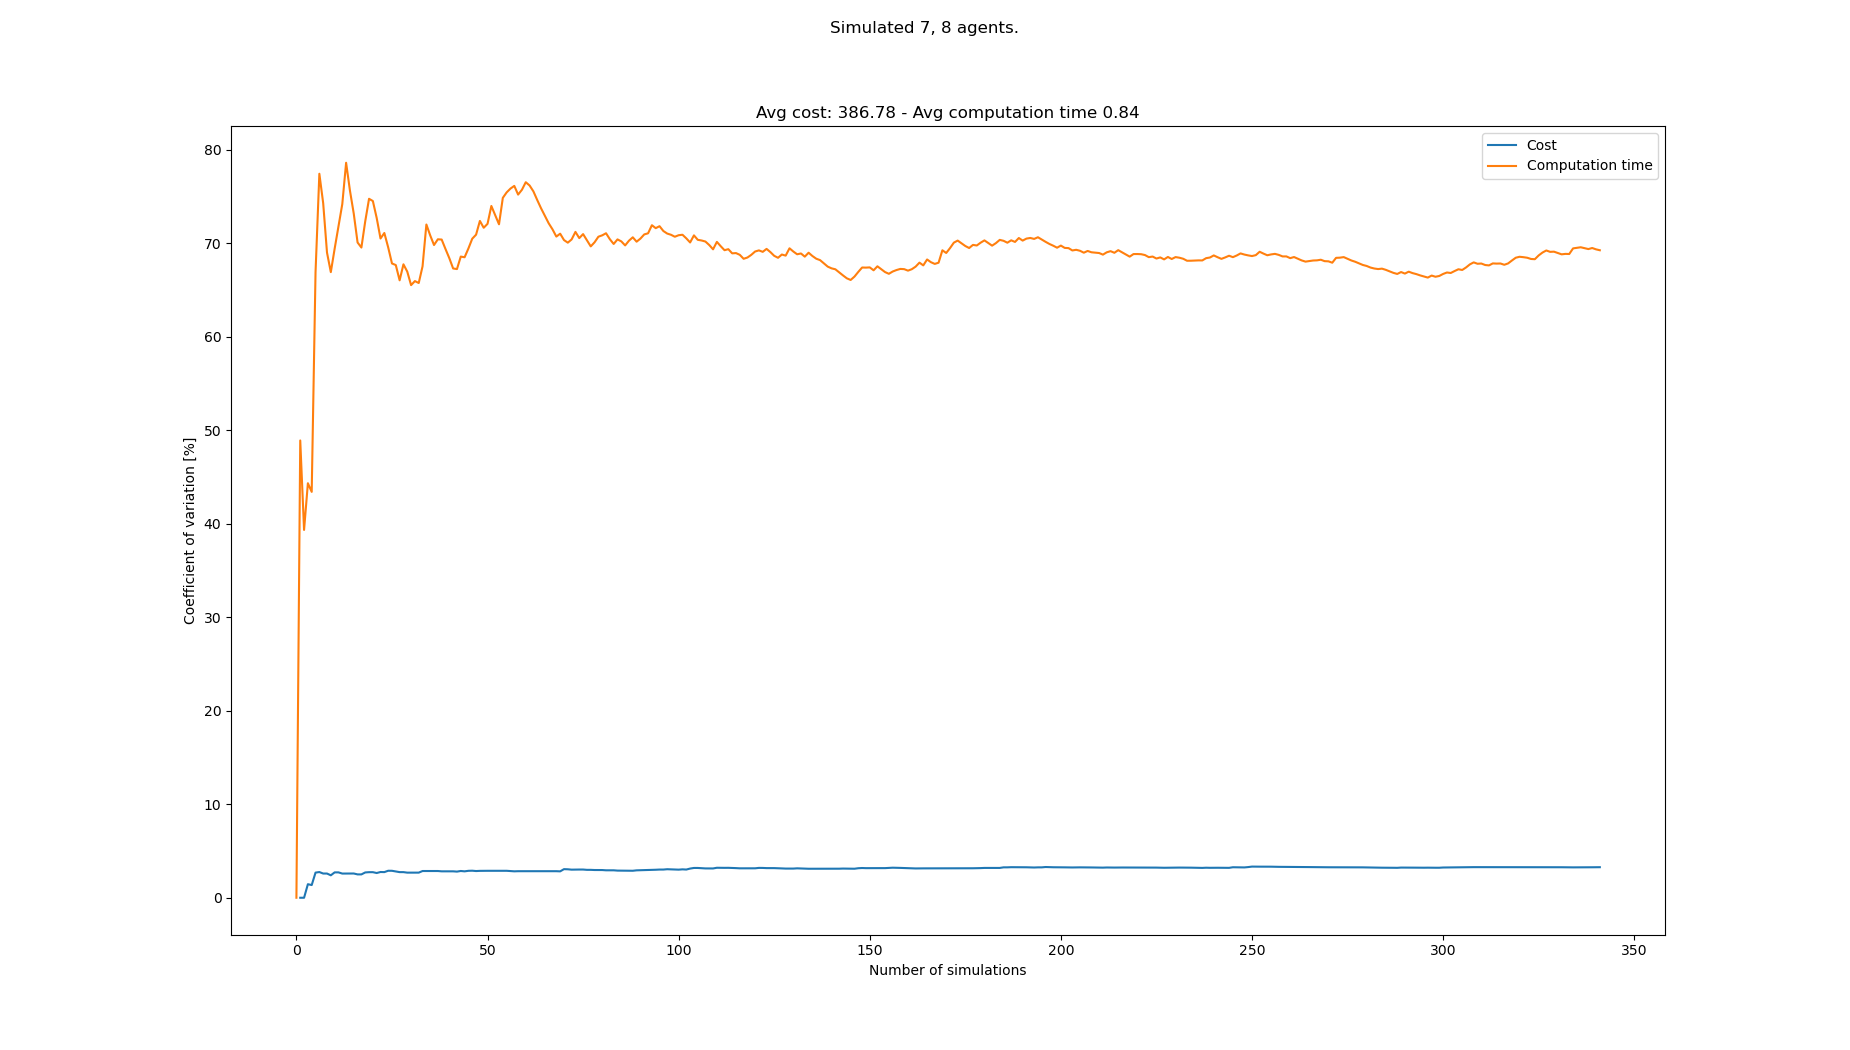 Simulated 7, 8 agents.
Avg cost: 386.78 - Avg computation time 0.84
Cost
Computation time
80
70
60
50
40
30
20
10
0
Coefficient of variation [%]
0 50 100 150 200 250 300 350
Number of simulations